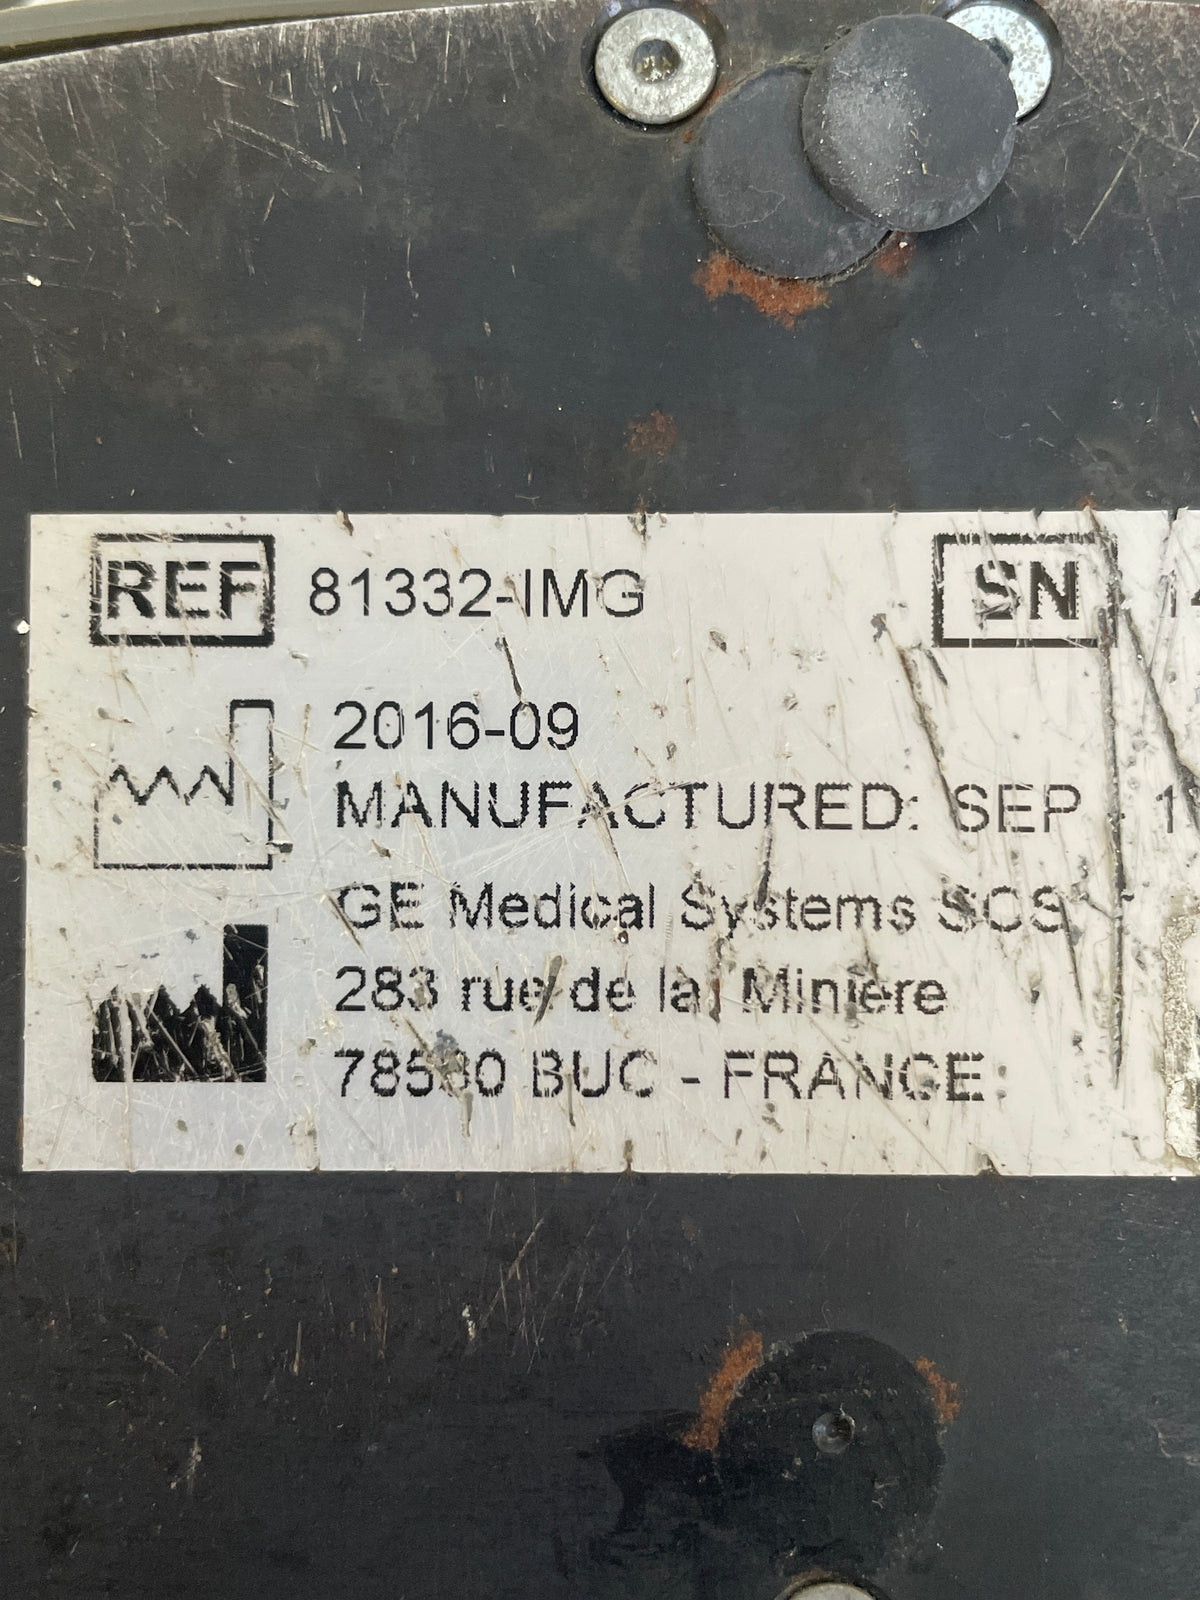 REF 81332-IMG SN
2016-09
MANUFACTURED: SEP
GE Medical Systems SCS
283 rue de la Miniere
BUC - FRANCE